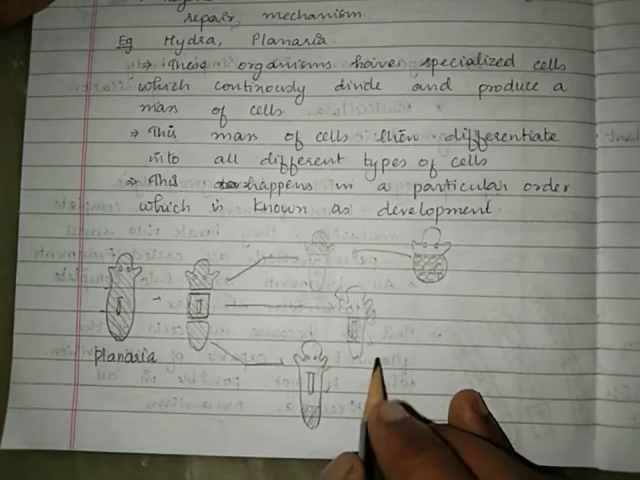 repair mechanism.
Eg Hydra, Planaria.
→ These organisms have specialized cells
which continously divide and produce a
mass of cells
→ This mass of cells then differentiate
into all different types of cells
→ This happens in a particular order
which is known as development.
Planaria